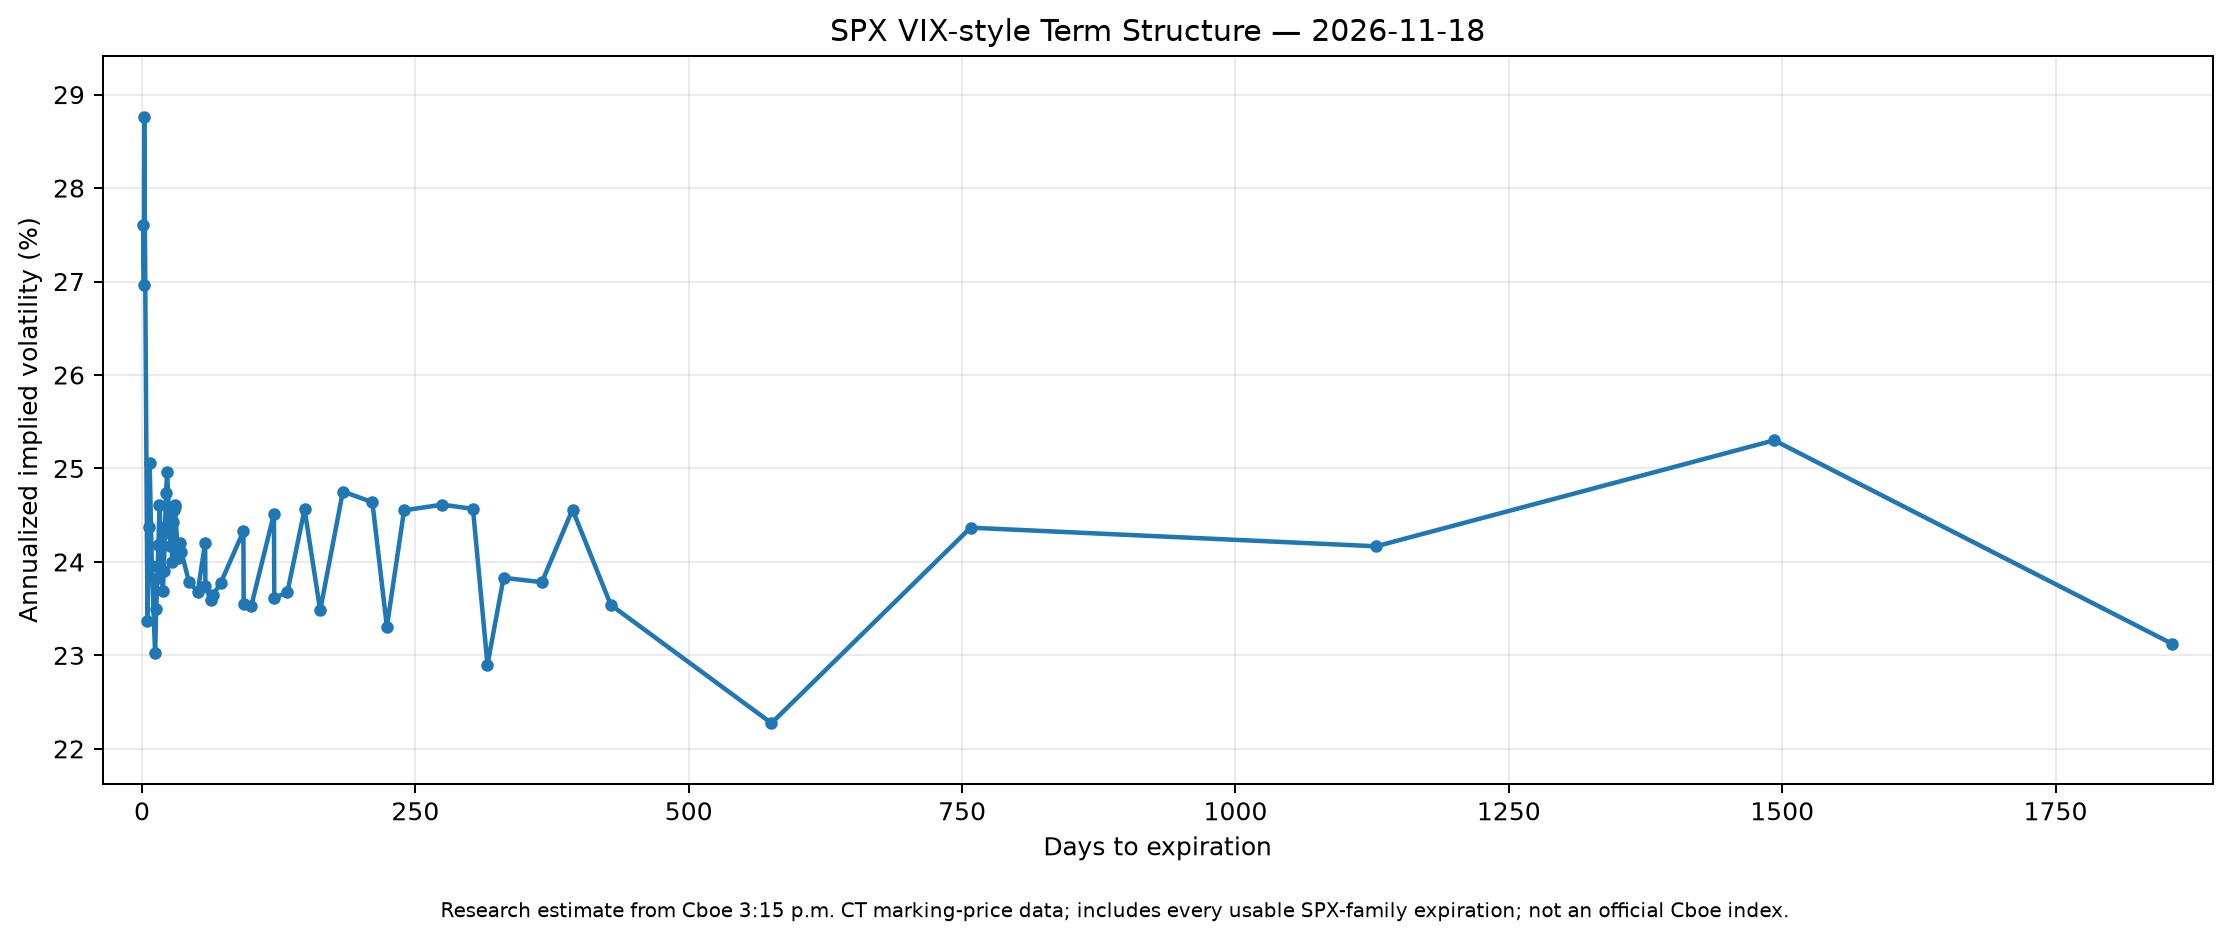 SPX VIX-style Term Structure — 2026-11-18
Annualized implied volatility (%)
29
28
27
26
25
24
23
22
0 250 500 750 1000 1250 1500 1750
Days to expiration
Research estimate from Cboe 3:15 p.m. CT marking-price data; includes every usable SPX-family expiration; not an official Cboe index.